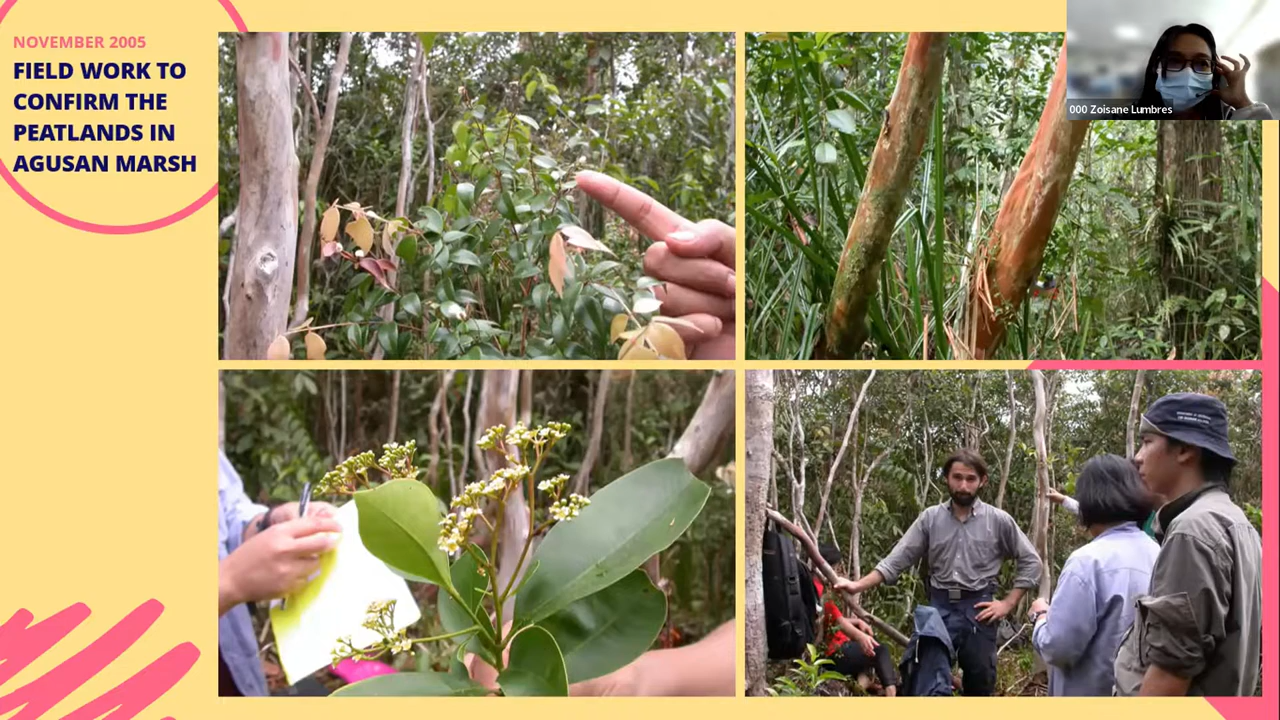 NOVEMBER 2005
FIELD WORK TO
CONFIRM THE
PEATLANDS IN
AGUSAN MARSH
000 Zoisane Lumbres